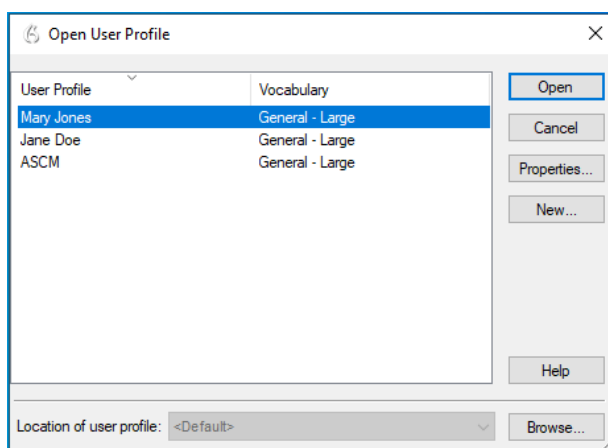 Open User Profile
User Profile Vocabulary
Mary Jones General - Large
Jane Doe General - Large
ASCM General - Large
Open
Cancel
Properties...
New...
Help
Location of user profile: <Default> Browse...